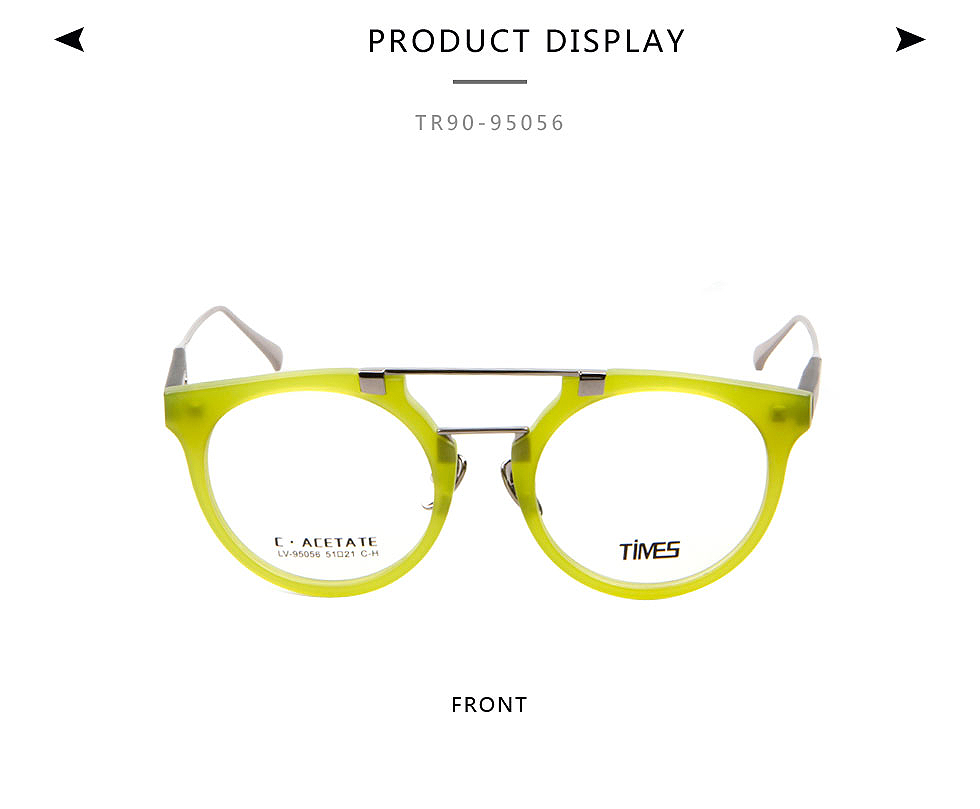 PRODUCT DISPLAY
TR90-95056
C · ACETATE
LV-95056 51□21 C-H
TiMES
FRONT